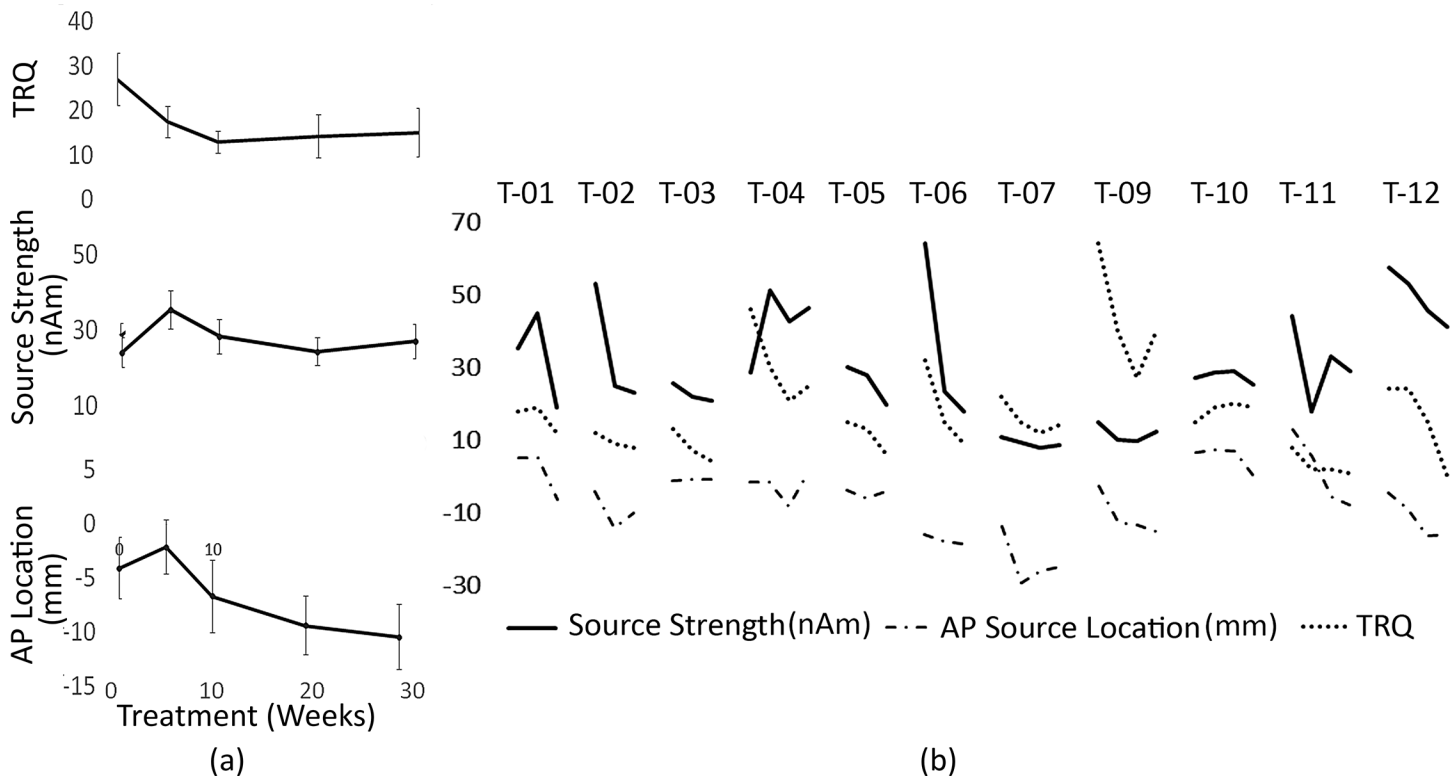 40
30
TRQ
20
10
0
Source Strength
(nAm)
50
30
10
5
0
0 10
AP Location
(mm)
-5
-10
-15
0 10 20 30
Treatment (Weeks)
(a)
T-01 T-02 T-03 T-04 T-05 T-06 T-07 T-09 T-10 T-11 T-12
70
50
30
10
-10
-30
Source Strength (nAm) AP Source Location (mm) TRQ
(b)